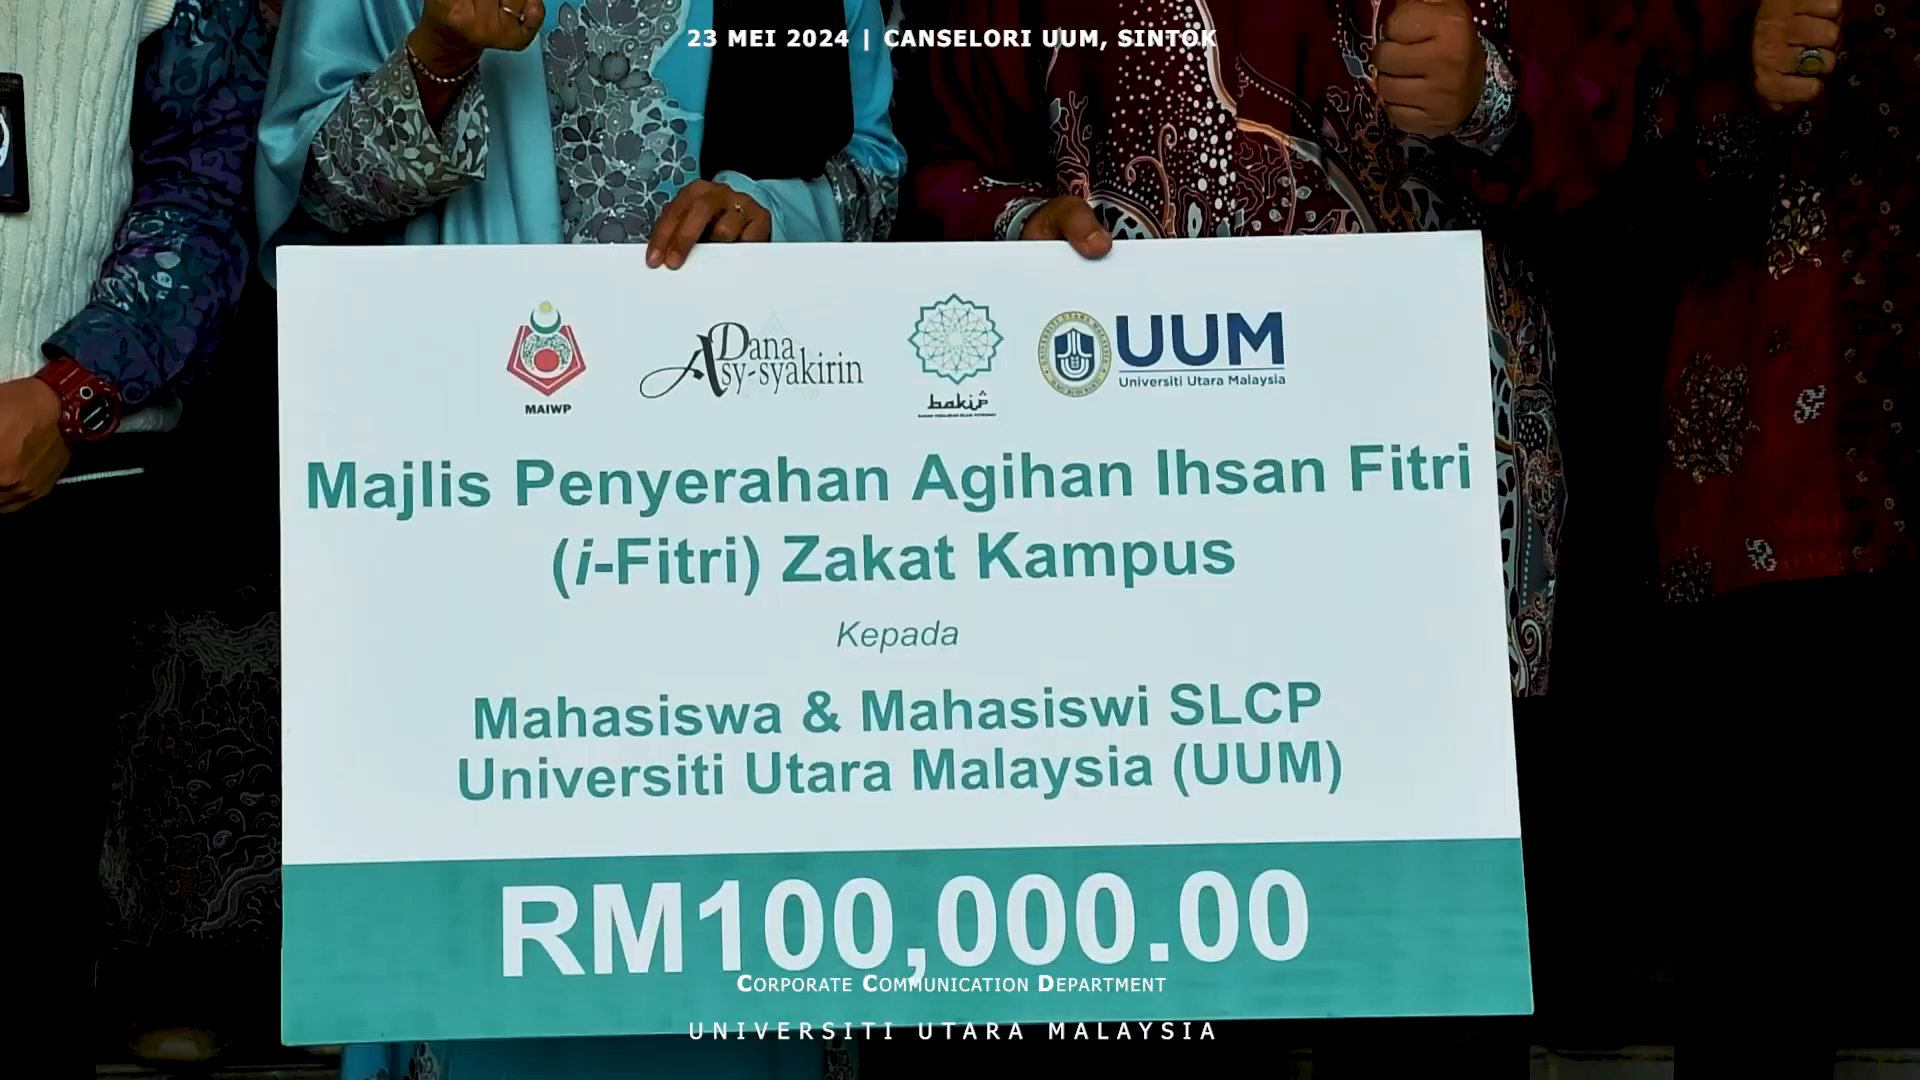 23 MEI 2024 | CANSELORI UUM, SINTOK
MAIWP
Dana Asy-syakirin
bakip
UUM
Universiti Utara Malaysia
Majlis Penyerahan Agihan Ihsan Fitri
(i-Fitri) Zakat Kampus
Kepada
Mahasiswa & Mahasiswi SLCP
Universiti Utara Malaysia (UUM)
RM100,000.00
CORPORATE COMMUNICATION DEPARTMENT
UNIVERSITI UTARA MALAYSIA